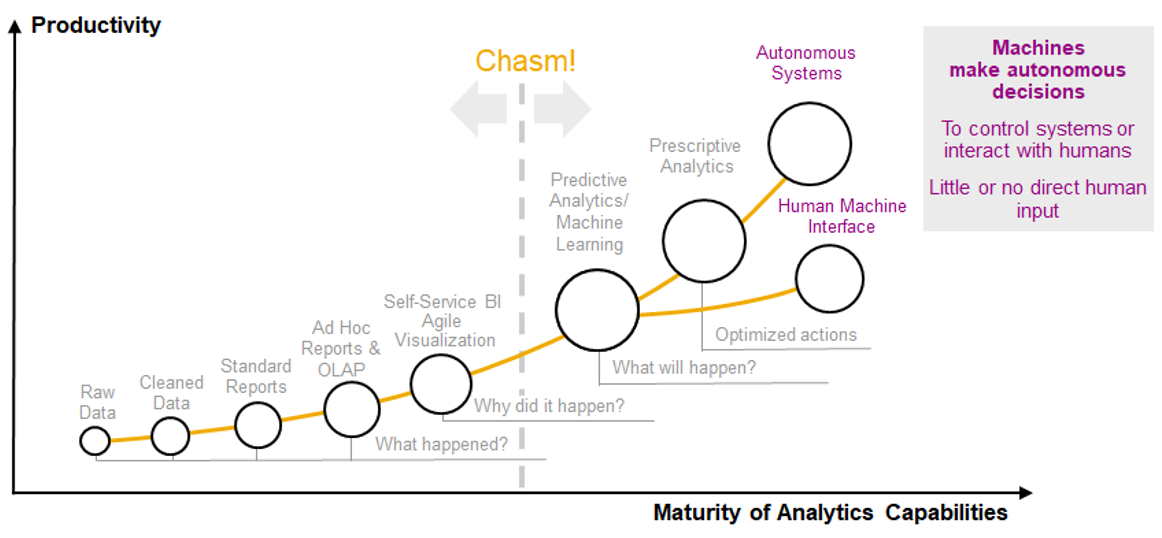 Productivity
Chasm!
Autonomous
Systems
Machines
make autonomous
decisions
To control systems or
interact with humans
Little or no direct human
input
Prescriptive
Analytics
Predictive
Analytics/
Machine
Learning
Human Machine
Interface
Self-Service BI
Agile
Visualization
Ad Hoc
Reports &
OLAP
Standard
Reports
Cleaned
Data
Raw
Data
Optimized actions
What will happen?
Why did it happen?
What happened?
Maturity of Analytics Capabilities